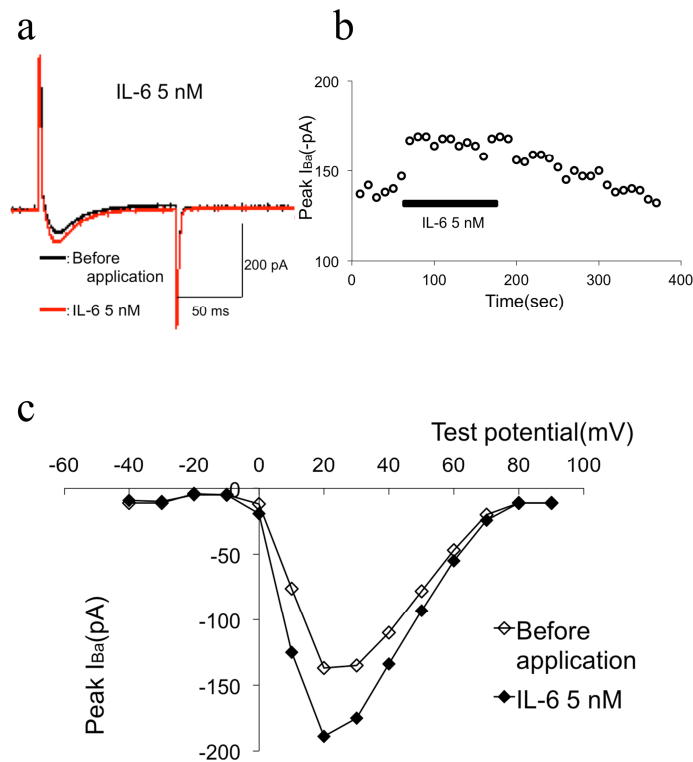 a
IL-6 5 nM
: Before
application
: IL-6 5 nM
200 pA
50 ms
b
200
150
100
Peak IBa(-pA)
IL-6 5 nM
0 100 200 300 400
Time(sec)
c
Test potential(mV)
-60 -40 -20 0 20 40 60 80 100
0
-50
-100
-150
-200
Peak IBa(pA)
Before
application
IL-6 5 nM